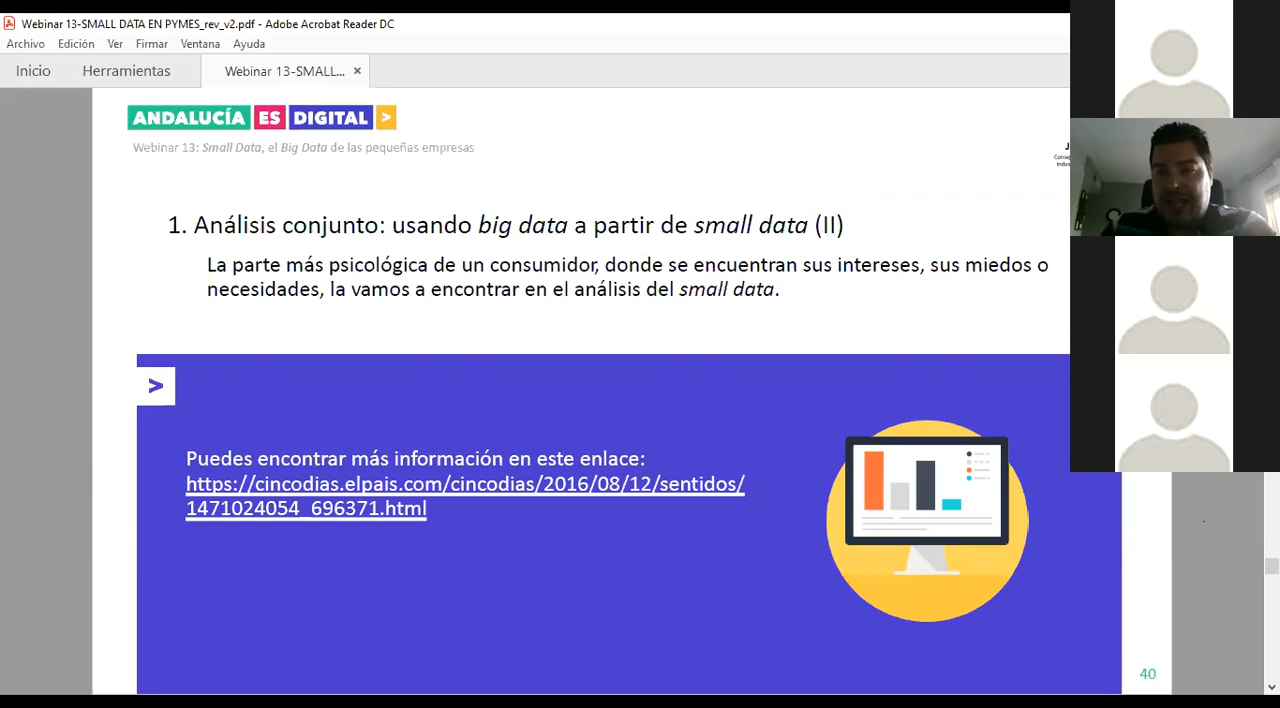 Webinar 13-SMALL DATA EN PYMES_rev_v2.pdf - Adobe Acrobat Reader DC
Archivo Edición Ver Firmar Ventana Ayuda
Inicio Herramientas Webinar 13-SMALL... ×
ANDALUCÍA ES DIGITAL >
Webinar 13: Small Data, el Big Data de las pequeñas empresas
1. Análisis conjunto: usando big data a partir de small data (II)
La parte más psicológica de un consumidor, donde se encuentran sus intereses, sus miedos o
necesidades, la vamos a encontrar en el análisis del small data.
>
Puedes encontrar más información en este enlace:
https://cincodias.elpais.com/cincodias/2016/08/12/sentidos/
1471024054_696371.html
40